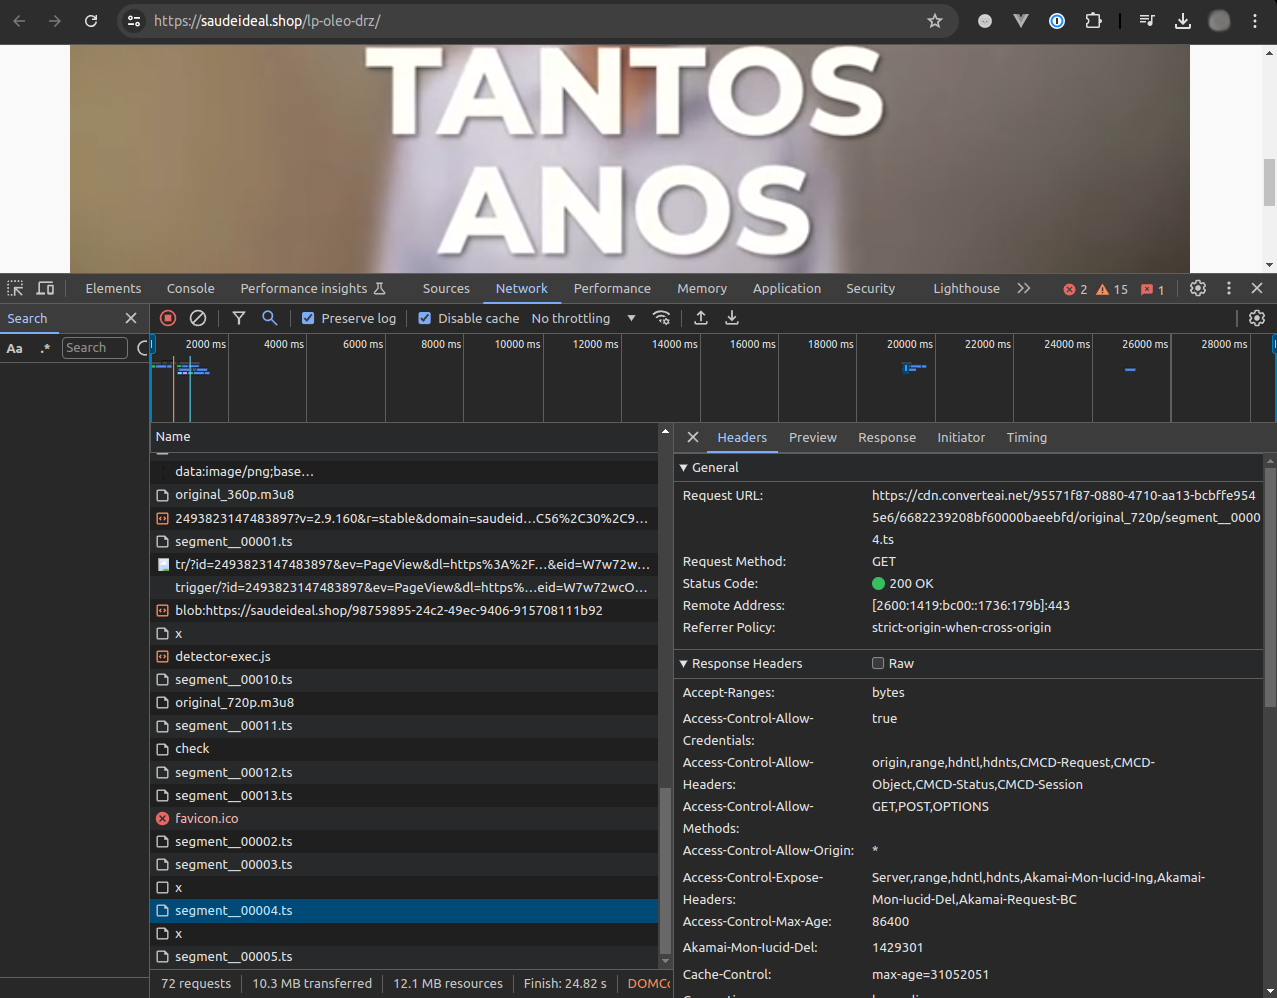 https://saudeideal.shop/lp-oleo-drz/
TANTOS
ANOS
Elements Console Performance insights Sources Network Performance Memory Application Security Lighthouse 2 15 1
Search
Preserve log Disable cache No throttling
Aa .* Search
2000 ms 4000 ms 6000 ms 8000 ms 10000 ms 12000 ms 14000 ms 16000 ms 18000 ms 20000 ms 22000 ms 24000 ms 26000 ms 28000 ms
Name
data:image/png;base…
original_360p.m3u8
2493823147483897?v=2.9.160&r=stable&domain=saudeid…C56%2C30%2C9…
segment__00001.ts
tr/?id=2493823147483897&ev=PageView&dl=https%3A%2F…&eid=W7w72w…
trigger/?id=2493823147483897&ev=PageView&dl=https%…eid=W7w72wcO…
blob:https://saudeideal.shop/98759895-24c2-49ec-9406-915708111b92
x
detector-exec.js
segment__00010.ts
original_720p.m3u8
segment__00011.ts
check
segment__00012.ts
segment__00013.ts
favicon.ico
segment__00002.ts
segment__00003.ts
x
segment__00004.ts
x
segment__00005.ts
72 requests 10.3 MB transferred 12.1 MB resources Finish: 24.82 s DOMCo
Headers Preview Response Initiator Timing
General
Request URL: https://cdn.converteai.net/95571f87-0880-4710-aa13-bcbffe954
5e6/6682239208bf60000baeebfd/original_720p/segment__0000
4.ts
Request Method: GET
Status Code: 200 OK
Remote Address: [2600:1419:bc00::1736:179b]:443
Referrer Policy: strict-origin-when-cross-origin
Response Headers Raw
Accept-Ranges: bytes
Access-Control-Allow- true
Credentials:
Access-Control-Allow- origin,range,hdntl,hdnts,CMCD-Request,CMCD-
Headers: Object,CMCD-Status,CMCD-Session
Access-Control-Allow- GET,POST,OPTIONS
Methods:
Access-Control-Allow-Origin: *
Access-Control-Expose- Server,range,hdntl,hdnts,Akamai-Mon-Iucid-Ing,Akamai-
Headers: Mon-Iucid-Del,Akamai-Request-BC
Access-Control-Max-Age: 86400
Akamai-Mon-Iucid-Del: 1429301
Cache-Control: max-age=31052051